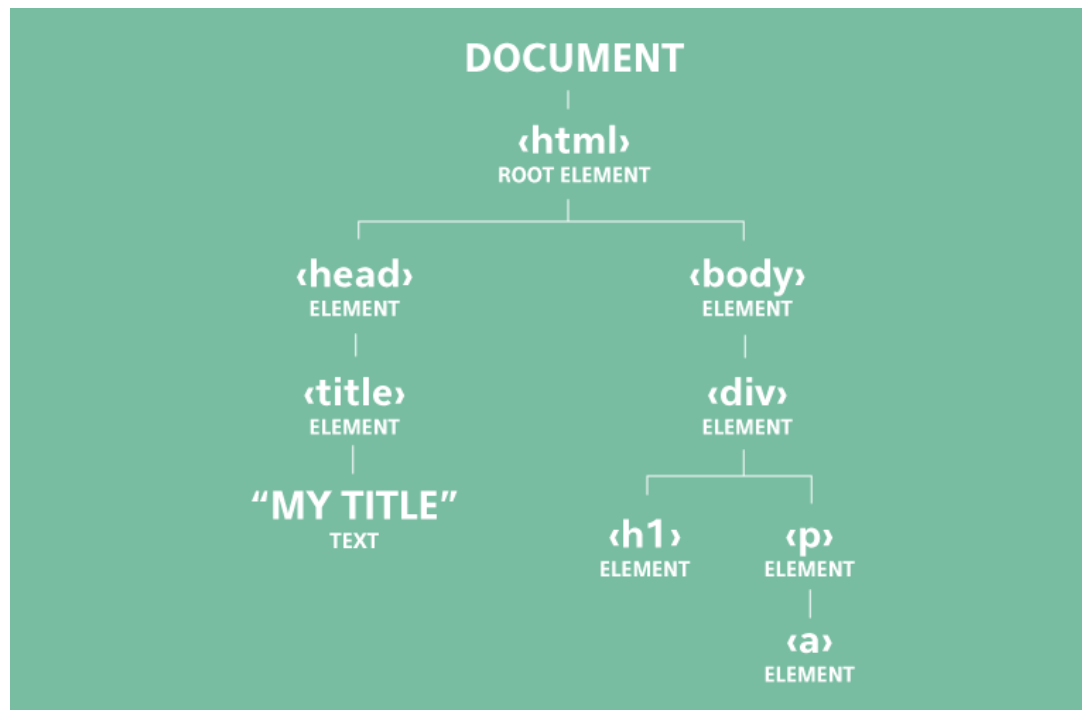 DOCUMENT
‹html›
ROOT ELEMENT
‹head›
ELEMENT
‹body›
ELEMENT
‹title›
ELEMENT
‹div›
ELEMENT
“MY TITLE”
TEXT
‹h1›
ELEMENT
‹p›
ELEMENT
‹a›
ELEMENT